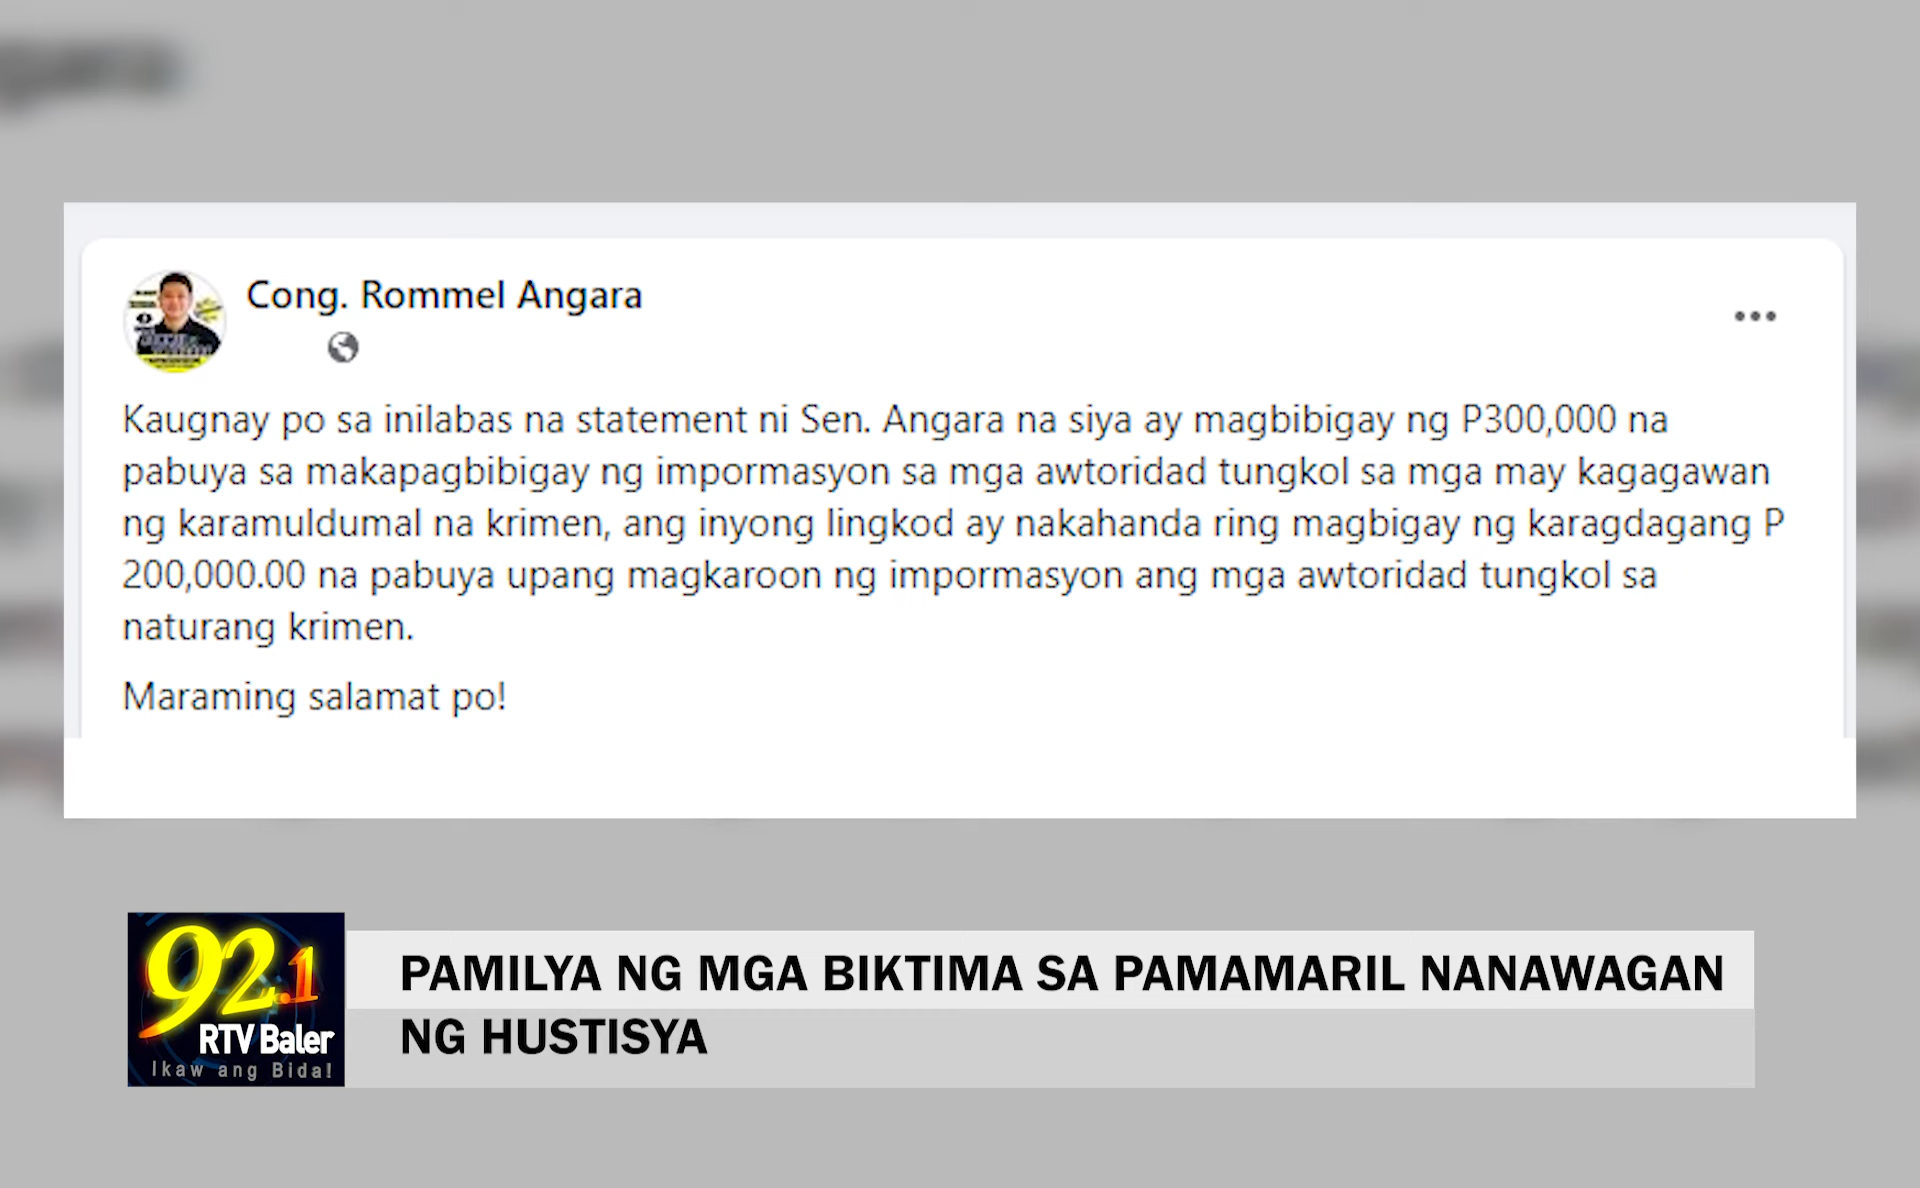 Cong. Rommel Angara
Kaugnay po sa inilabas na statement ni Sen. Angara na siya ay magbibigay ng P300,000 na
pabuya sa makapagbibigay ng impormasyon sa mga awtoridad tungkol sa mga may kagagawan
ng karamuldumal na krimen, ang inyong lingkod ay nakahanda ring magbigay ng karagdagang P
200,000.00 na pabuya upang magkaroon ng impormasyon ang mga awtoridad tungkol sa
naturang krimen.
Maraming salamat po!
92.1
RTV Baler
Ikaw ang Bida!
PAMILYA NG MGA BIKTIMA SA PAMAMARIL NANAWAGAN
NG HUSTISYA